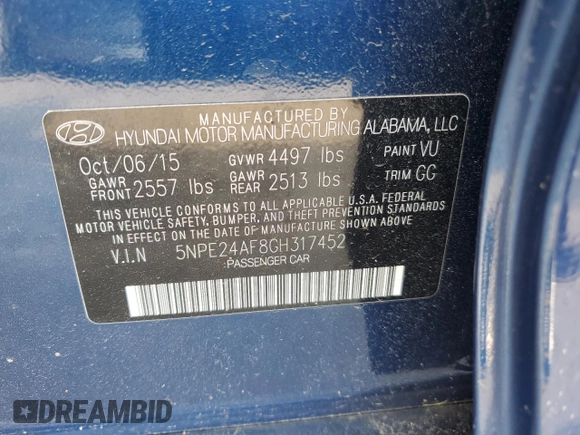 MANUFACTURED BY
HYUNDAI MOTOR MANUFACTURING ALABAMA, LLC
Oct/06/15 GVWR 4497 lbs PAINT VU
GAWR FRONT 2557 lbs GAWR REAR 2513 lbs TRIM GG
THIS VEHICLE CONFORMS TO ALL APPLICABLE U.S.A. FEDERAL
MOTOR VEHICLE SAFETY, BUMPER, AND THEFT PREVENTION STANDARDS
IN EFFECT ON THE DATE OF MANUFACTURE SHOWN ABOVE
V.I.N 5NPE24AF8GH317452
PASSENGER CAR
DREAMBID